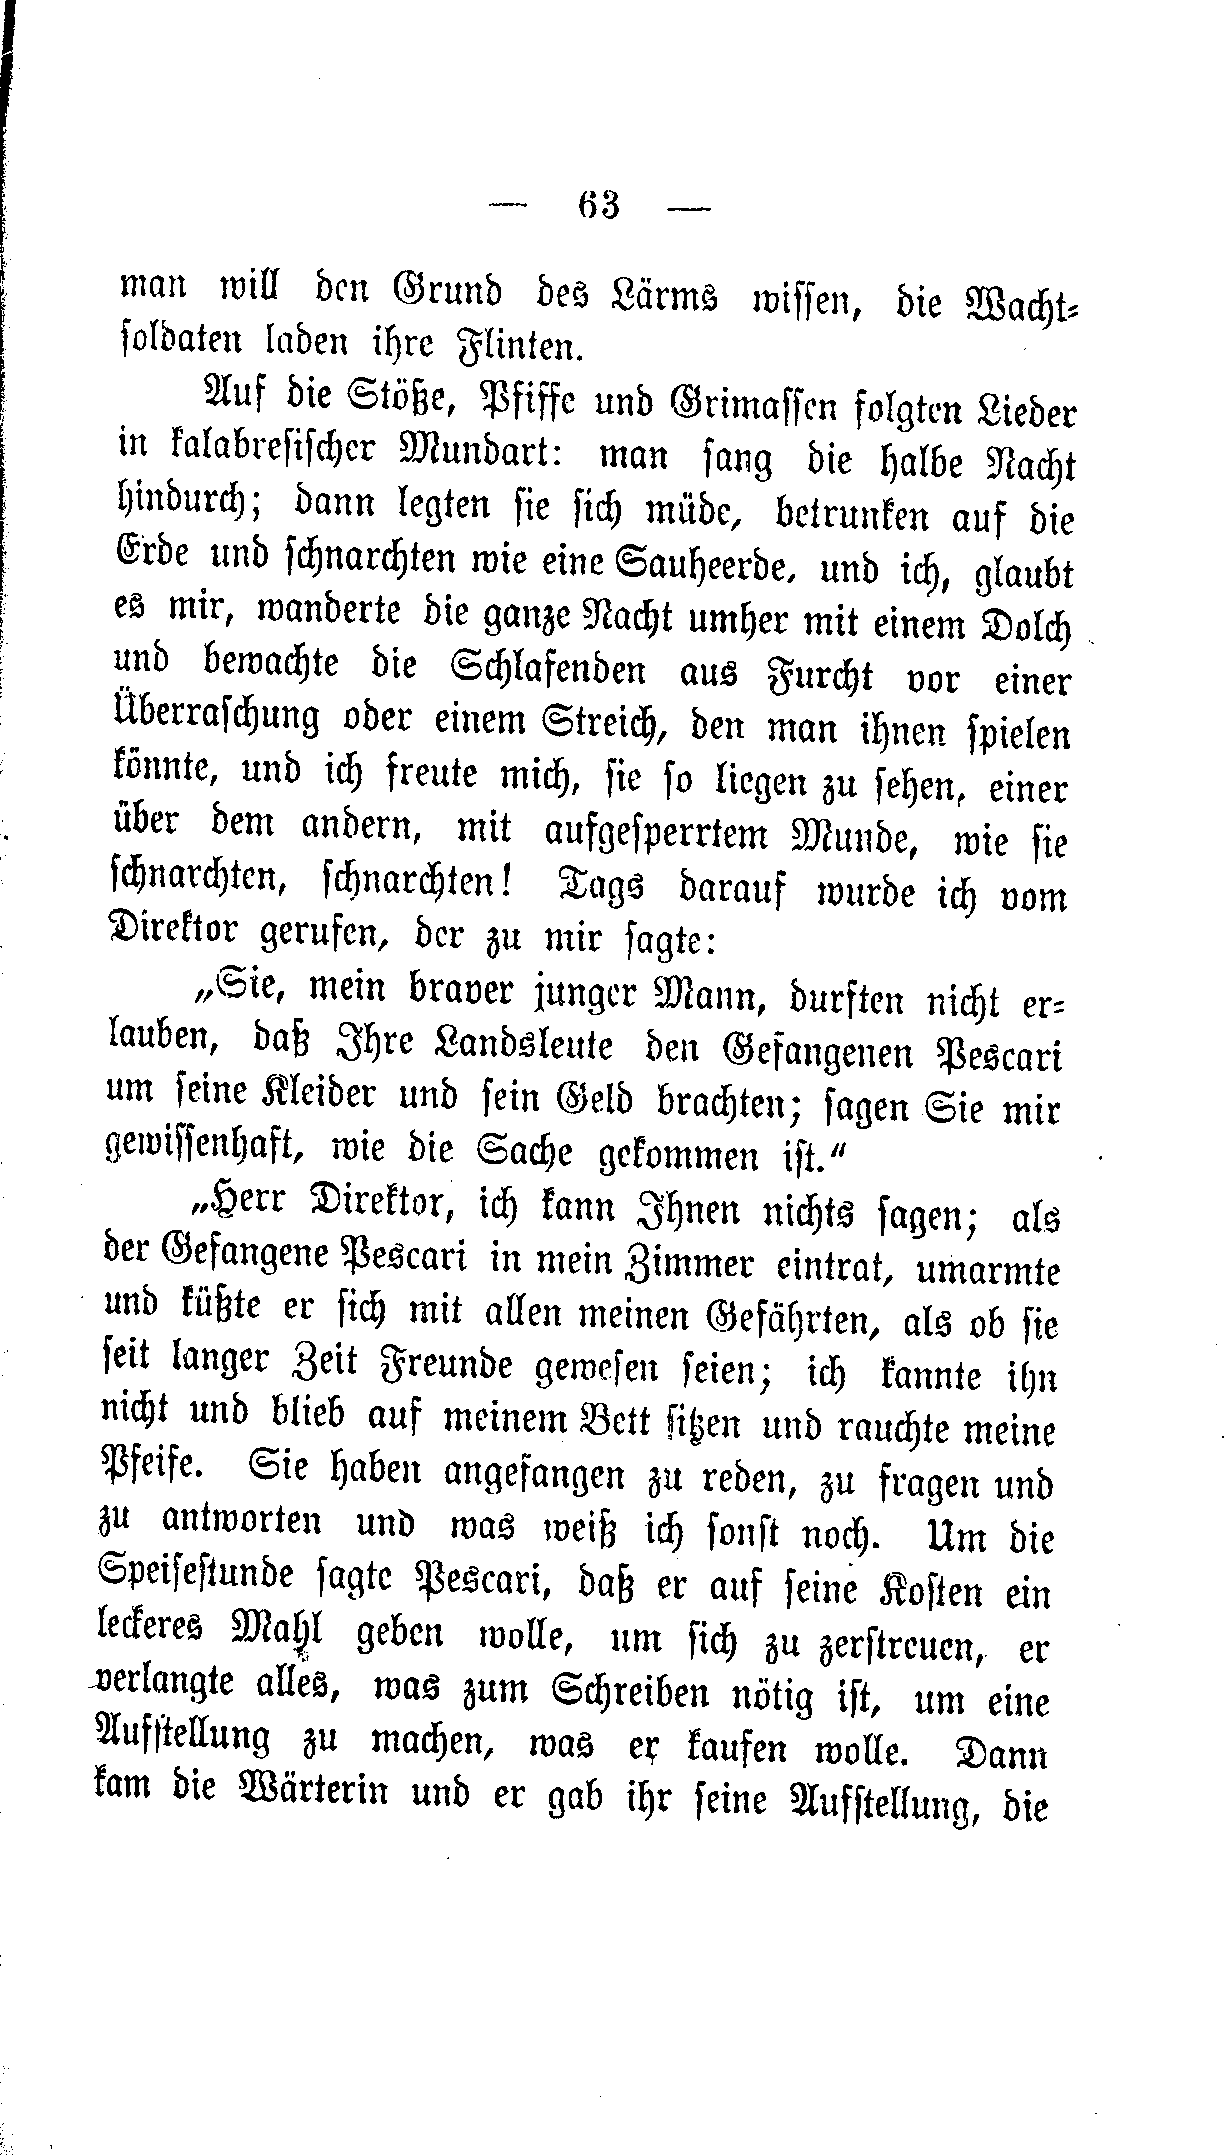 — 63 —
man will den Grund des Lärms wissen, die Wacht-
soldaten laden ihre Flinten.
Auf die Stöße, Pfiffe und Grimassen folgten Lieder
in kalabresischer Mundart: man sang die halbe Nacht
hindurch; dann legten sie sich müde, betrunken auf die
Erde und schnarchten wie eine Sauheerde, und ich, glaubt
es mir, wanderte die ganze Nacht umher mit einem Dolch
und bewachte die Schlafenden aus Furcht vor einer
Überraschung oder einem Streich, den man ihnen spielen
könnte, und ich freute mich, sie so liegen zu sehen, einer
über dem andern, mit aufgesperrtem Munde, wie sie
schnarchten, schnarchten! Tags darauf wurde ich vom
Direktor gerufen, der zu mir sagte:
„Sie, mein braver junger Mann, durften nicht er-
lauben, daß Ihre Landsleute den Gefangenen Pescari
um seine Kleider und sein Geld brachten; sagen Sie mir
gewissenhaft, wie die Sache gekommen ist.“
„Herr Direktor, ich kann Ihnen nichts sagen; als
der Gefangene Pescari in mein Zimmer eintrat, umarmte
und küßte er sich mit allen meinen Gefährten, als ob sie
seit langer Zeit Freunde gewesen seien; ich kannte ihn
nicht und blieb auf meinem Bett sitzen und rauchte meine
Pfeife. Sie haben angefangen zu reden, zu fragen und
zu antworten und was weiß ich sonst noch. Um die
Speisestunde sagte Pescari, daß er auf seine Kosten ein
leckeres Mahl geben wolle, um sich zu zerstreuen, er
verlangte alles, was zum Schreiben nötig ist, um eine
Aufstellung zu machen, was er kaufen wolle. Dann
kam die Wärterin und er gab ihr seine Aufstellung, die